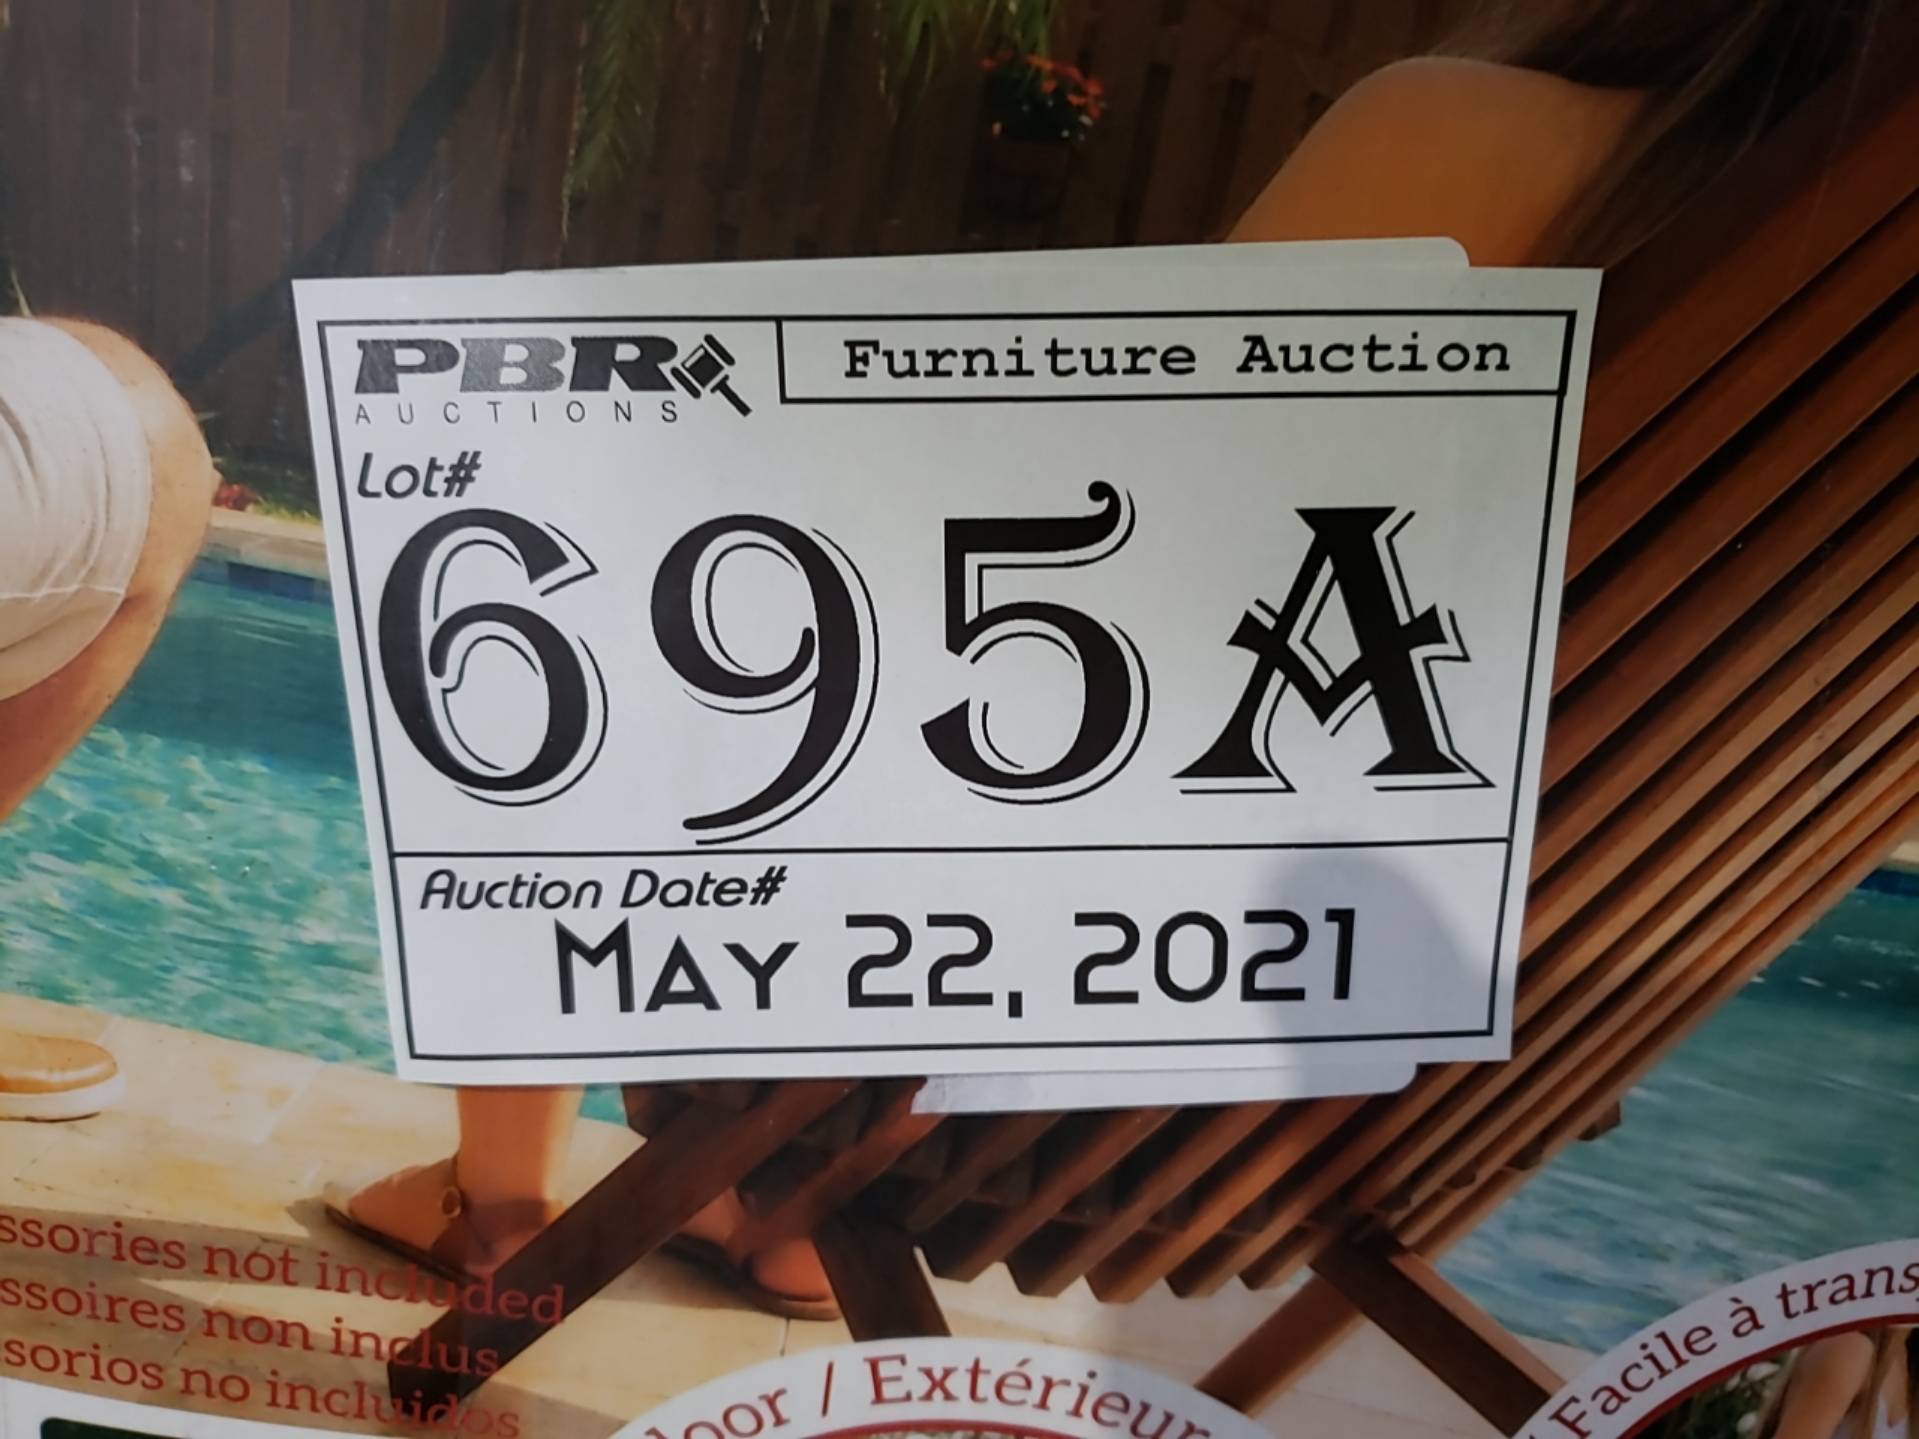 PBR
AUCTIONS
Furniture Auction
Lot#
695A
Auction Date#
MAY 22, 2021
ssories not included
ssoires non inclus
sorios no incluidos
door / Extérieur
Facile à trans